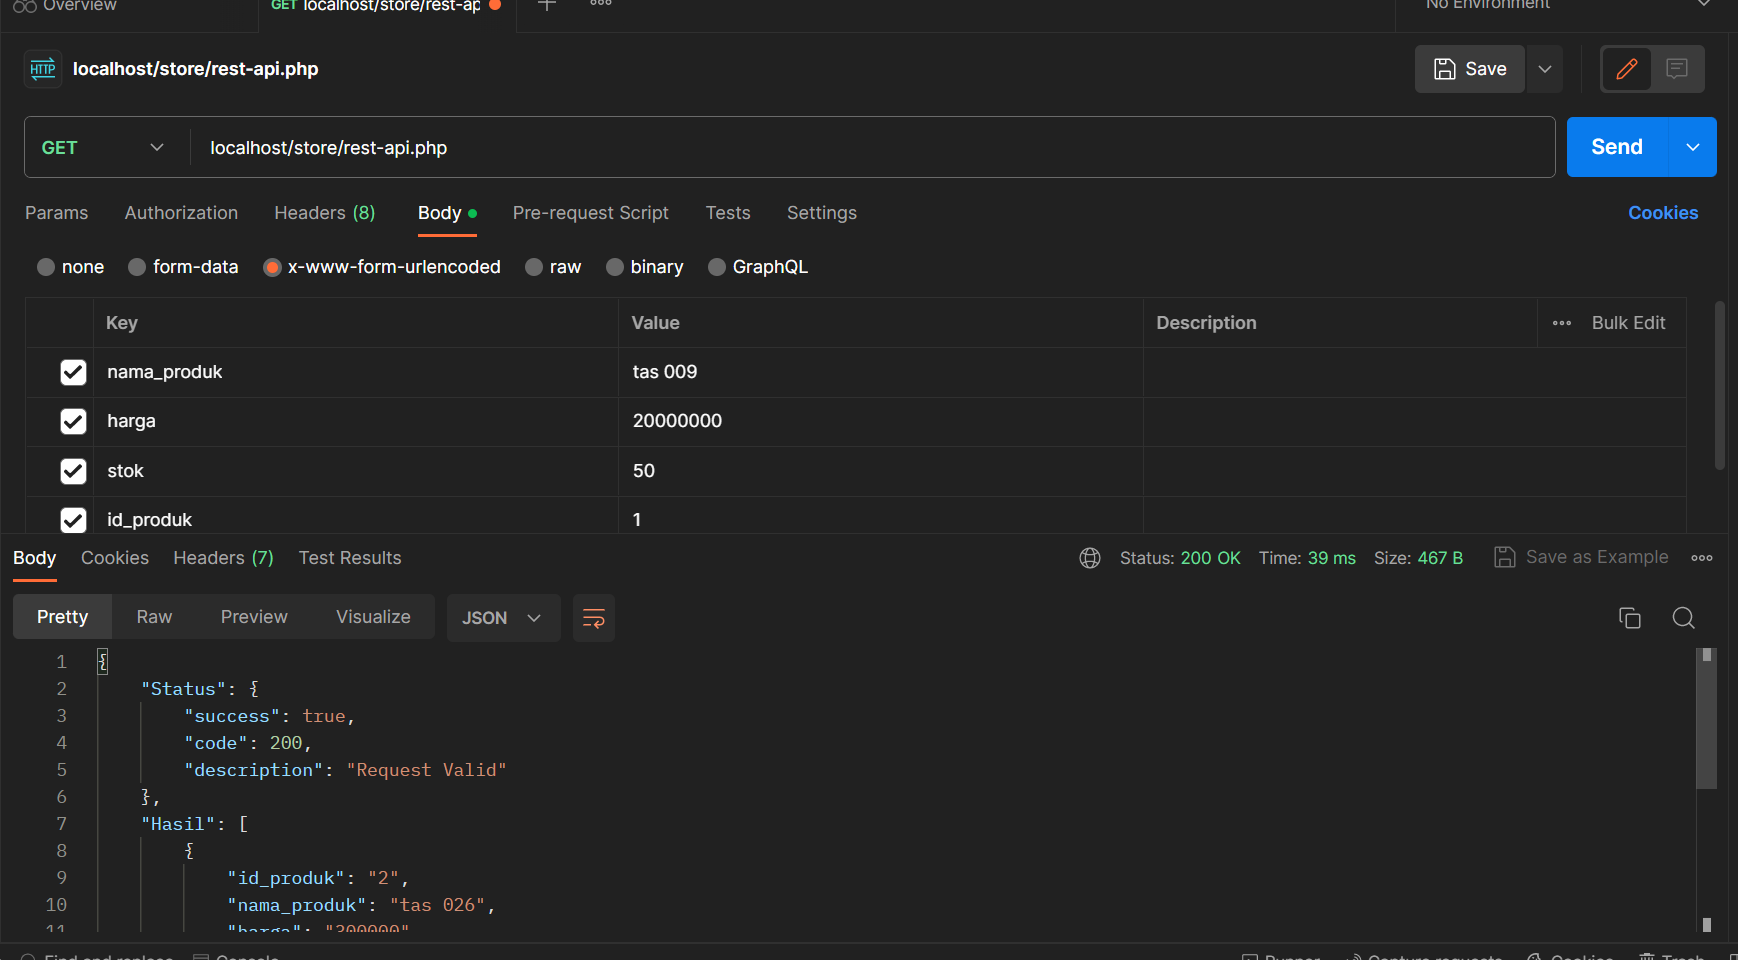 Overview
GET localhost/store/rest-ap
No Environment
HTTP localhost/store/rest-api.php
Save
GET
localhost/store/rest-api.php
Send
Params Authorization Headers (8) Body Pre-request Script Tests Settings Cookies
none form-data x-www-form-urlencoded raw binary GraphQL
Key Value Description Bulk Edit
nama_produk tas 009
harga 20000000
stok 50
id_produk 1
Body Cookies Headers (7) Test Results Status: 200 OK Time: 39 ms Size: 467 B Save as Example
Pretty Raw Preview Visualize JSON
1 {
2 "Status": {
3 "success": true,
4 "code": 200,
5 "description": "Request Valid"
6 },
7 "Hasil": [
8 {
9 "id_produk": "2",
10 "nama_produk": "tas 026",
11 "harga": "300000"
Find and replace Console Runner Capture requests Cookies Trash